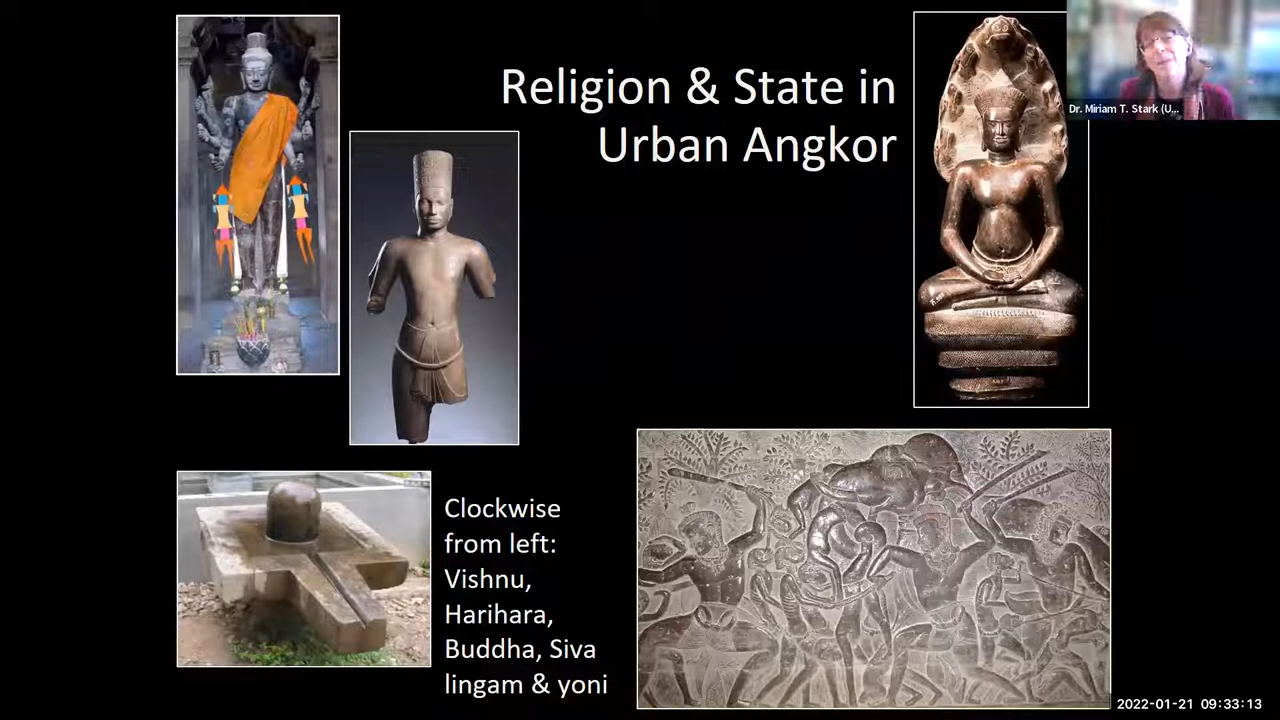 Religion & State in
Urban Angkor
Dr. Miriam T. Stark (U...
Clockwise
from left:
Vishnu,
Harihara,
Buddha, Siva
lingam & yoni
2022-01-21 09:33:13